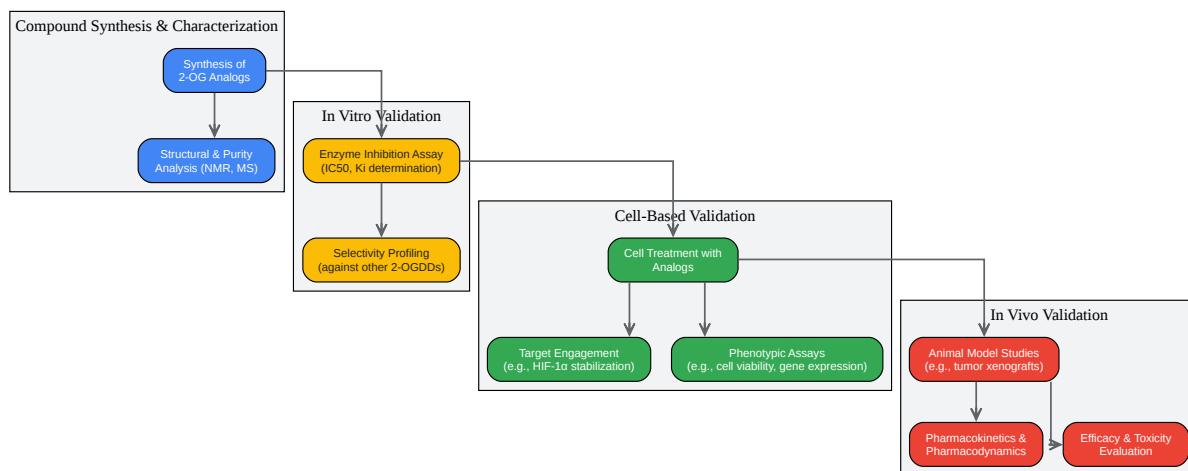 Compound Synthesis & Characterization
Synthesis of
2-OG Analogs
Structural & Purity
Analysis (NMR, MS)
In Vitro Validation
Enzyme Inhibition Assay
(IC50, Ki determination)
Selectivity Profiling
(against other 2-OGDDs)
Cell-Based Validation
Cell Treatment with
Analogs
Target Engagement
(e.g., HIF-1α stabilization)
Phenotypic Assays
(e.g., cell viability, gene expression)
In Vivo Validation
Animal Model Studies
(e.g., tumor xenografts)
Pharmacokinetics &
Pharmacodynamics
Efficacy & Toxicity
Evaluation